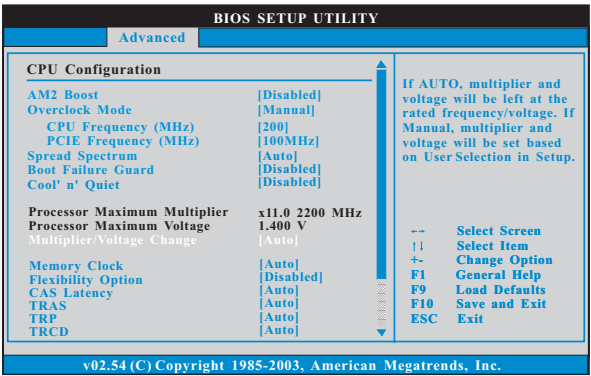 BIOS SETUP UTILITY
Advanced
CPU Configuration
AM2 Boost [Disabled]
Overclock Mode [Manual]
CPU Frequency (MHz) [200]
PCIE Frequency (MHz) [100MHz]
Spread Spectrum [Auto]
Boot Failure Guard [Disabled]
Cool' n' Quiet [Disabled]
Processor Maximum Multiplier x11.0 2200 MHz
Processor Maximum Voltage 1.400 V
Multiplier/Voltage Change [Auto]
Memory Clock [Auto]
Flexibility Option [Disabled]
CAS Latency [Auto]
TRAS [Auto]
TRP [Auto]
TRCD [Auto]
If AUTO, multiplier and
voltage will be left at the
rated frequency/voltage. If
Manual, multiplier and
voltage will be set based
on User Selection in Setup.
←→ Select Screen
↑↓ Select Item
+- Change Option
F1 General Help
F9 Load Defaults
F10 Save and Exit
ESC Exit
v02.54 (C) Copyright 1985-2003, American Megatrends, Inc.